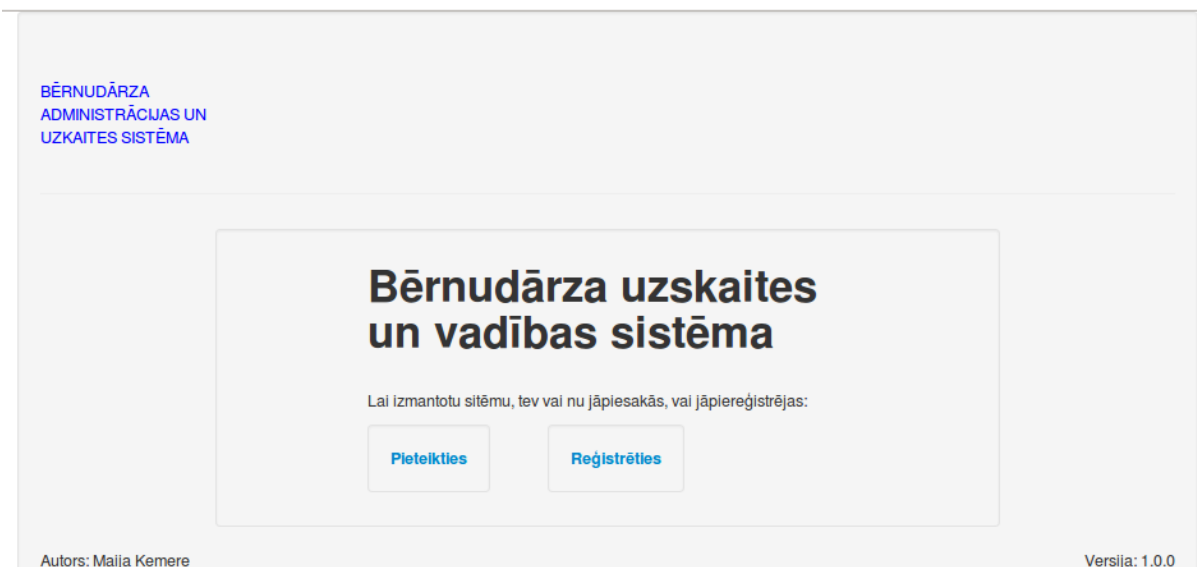 BĒRNUDĀRZA
ADMINISTRĀCIJAS UN
UZKAITES SISTĒMA
Bērnudārza uzskaites
un vadības sistēma
Lai izmantotu sitēmu, tev vai nu jāpiesakās, vai jāpiereģistrējas:
Pieteikties
Reģistrēties
Autors: Maija Kemere
Versija: 1.0.0